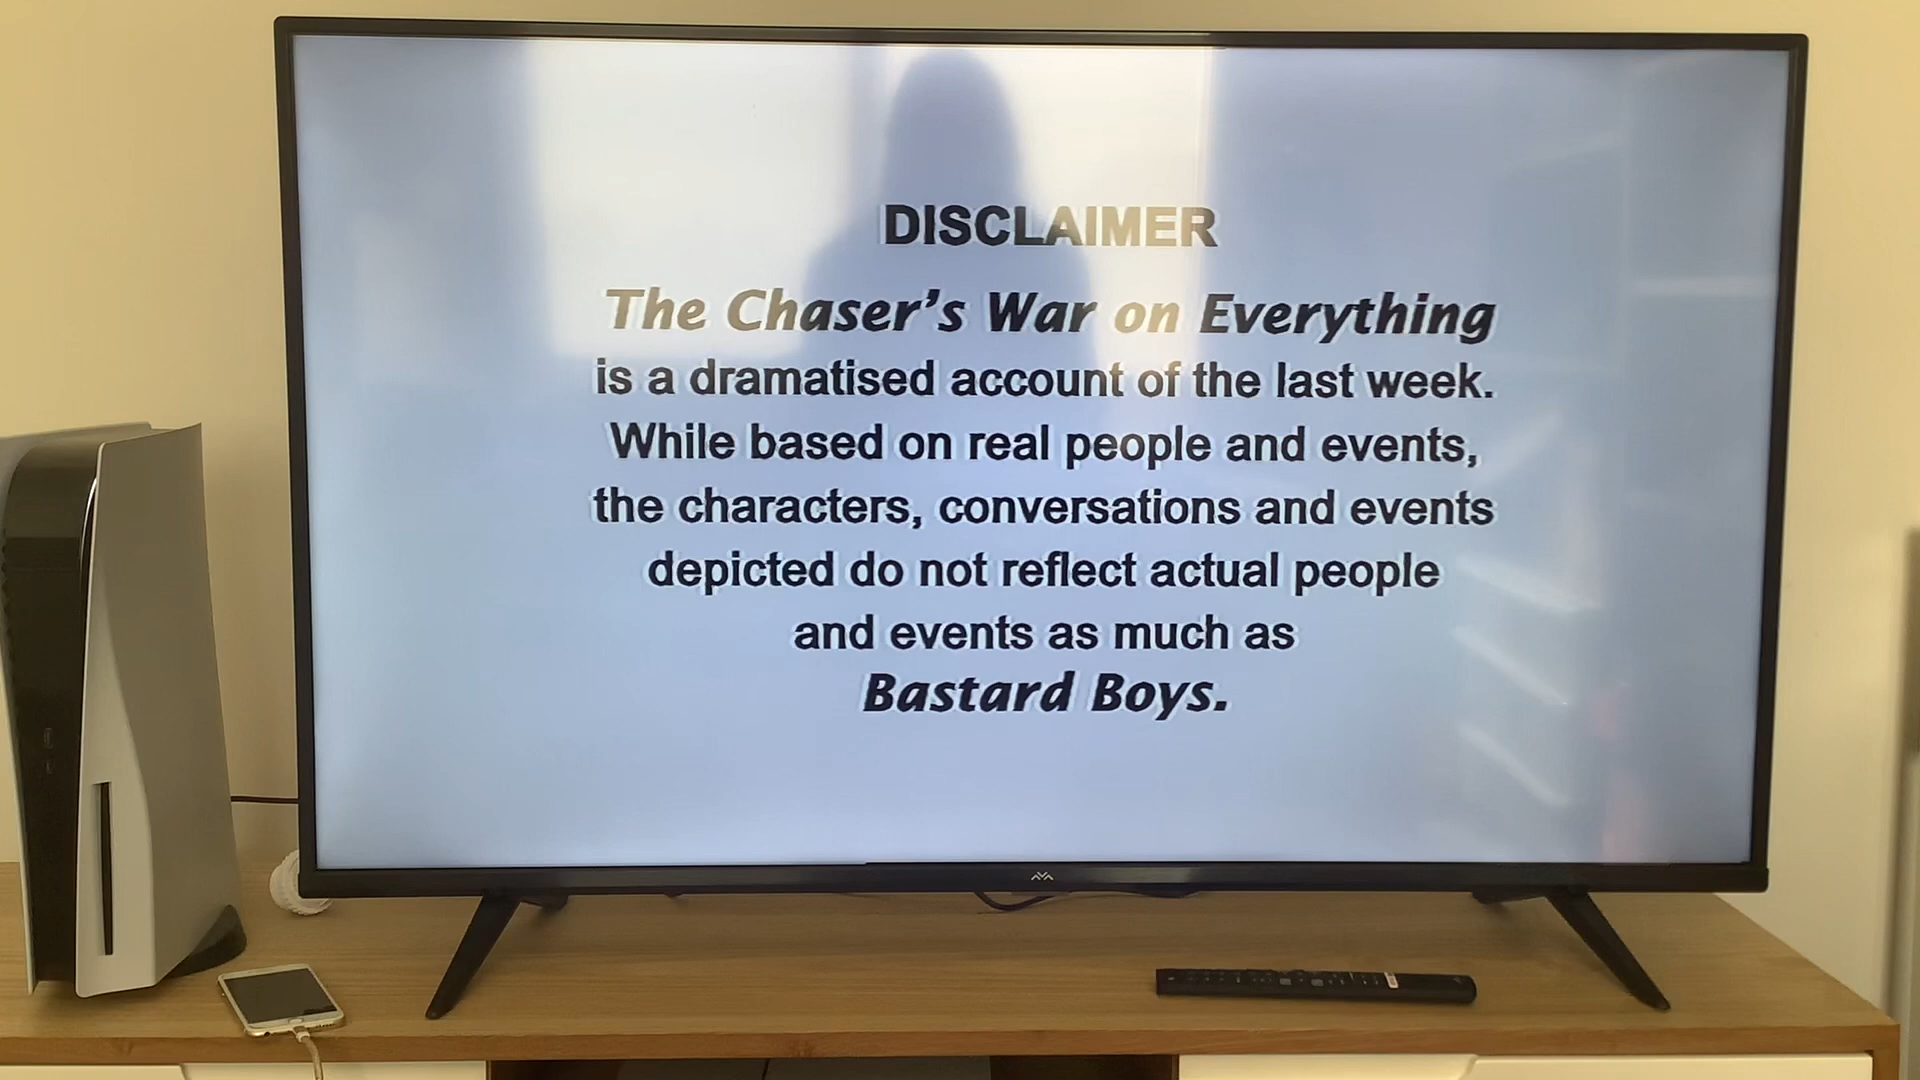 DISCLAIMER
The Chaser's War on Everything
is a dramatised account of the last week.
While based on real people and events,
the characters, conversations and events
depicted do not reflect actual people
and events as much as
Bastard Boys.